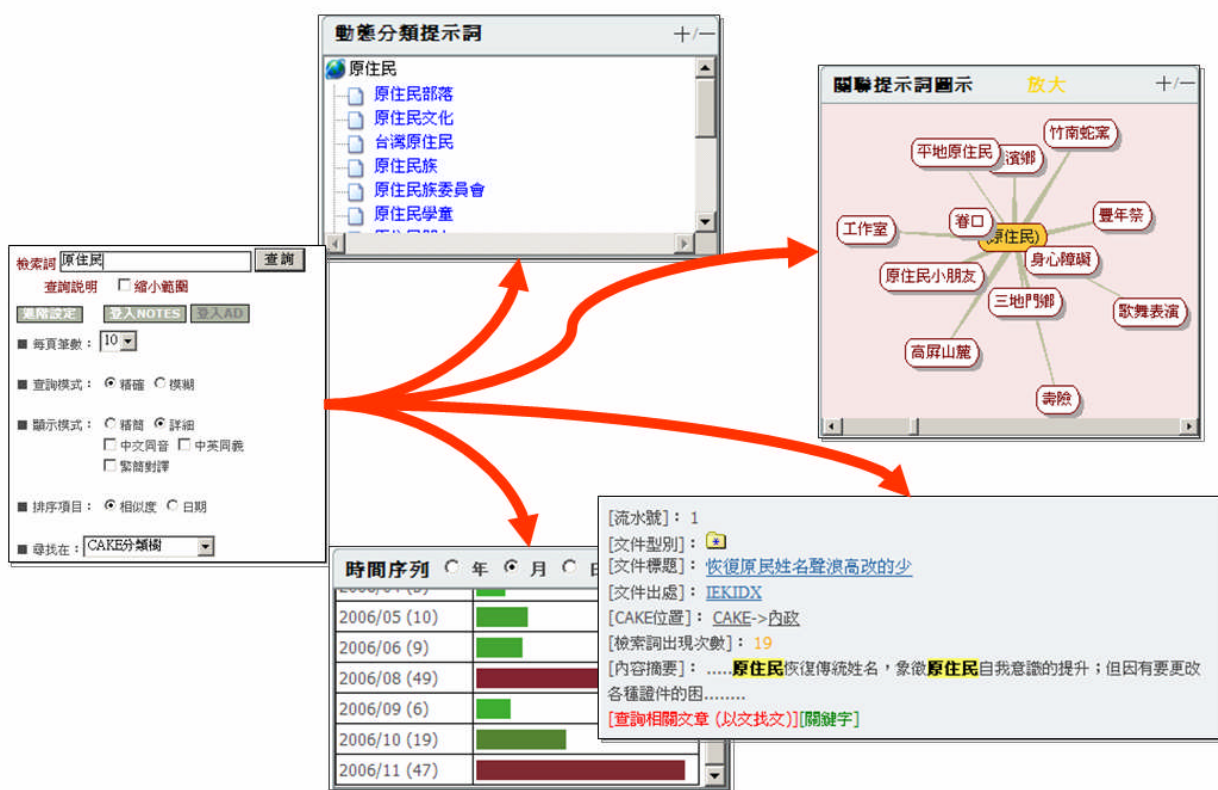 動態分類提示詞 +/−
原住民
原住民部落
原住民文化
台灣原住民
原住民族
原住民族委員會
原住民學童
關聯提示詞圖示 放大 +/−
竹南蛇窯
平地原住民
濱鄉
豐年祭
工作室
(原住民)
身心障礙
原住民小朋友
三地門鄉
歌舞表演
高屏山麓
壽險
檢索詞 原住民 查詢
查詢說明 縮小範圍
進階設定 登入NOTES 登入AD
每頁筆數： 10
查詢模式： 精確 模糊
顯示模式： 精簡 詳細
中文同音 中英同義
繁簡對譯
排序項目： 相似度 日期
尋找在： CAKE分類樹
時間序列 年 月 日
2006/05 (10)
2006/06 (9)
2006/08 (49)
2006/09 (6)
2006/10 (19)
2006/11 (47)
[流水號]： 1
[文件型別]：
[文件標題]： 恢復原民姓名聲浪高改的少
[文件出處]： IEKIDX
[CAKE位置]： CAKE->內政
[檢索詞出現次數]： 19
[內容摘要]： .....原住民恢復傳統姓名，象徵原住民自我意識的提升；但因有要更改
各種證件的困........
[查詢相關文章 (以文找文)][關鍵字]